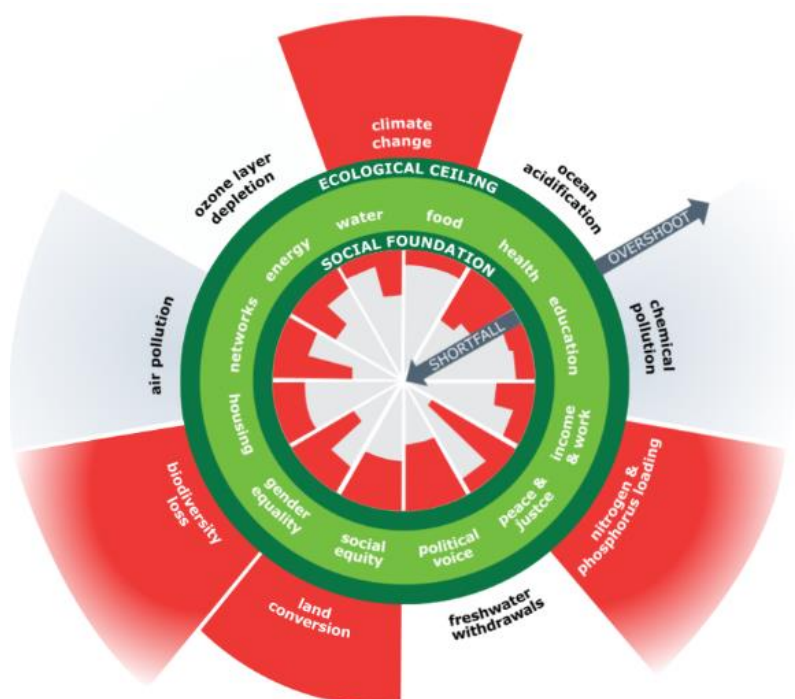 climate
change
ozone layer
depletion
ocean
acidification
ECOLOGICAL CEILING
water
food
energy
health
SOCIAL FOUNDATION
OVERSHOOT
SHORTFALL
networks
education
air pollution
chemical
pollution
housing
income
& work
gender
equality
peace &
justce
social
equity
political
voice
biodiversity
loss
nitrogen &
phosphorus loading
land
conversion
freshwater
withdrawals